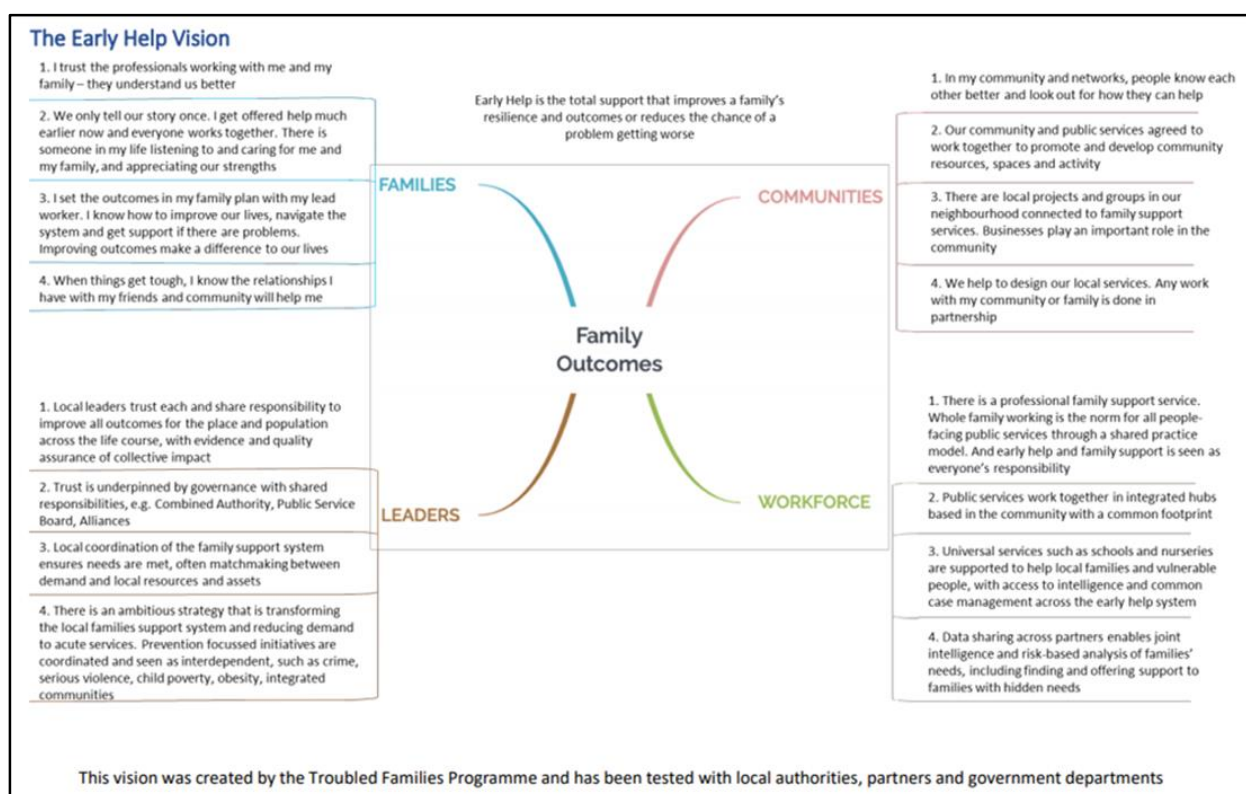 The Early Help Vision
1. I trust the professionals working with me and my
family – they understand us better
2. We only tell our story once. I get offered help much
earlier now and everyone works together. There is
someone in my life listening to and caring for me and
my family, and appreciating our strengths
3. I set the outcomes in my family plan with my lead
worker. I know how to improve our lives, navigate the
system and get support if there are problems.
Improving outcomes make a difference to our lives
4. When things get tough, I know the relationships I
have with my friends and community will help me
Early Help is the total support that improves a family's
resilience and outcomes or reduces the chance of a
problem getting worse
FAMILIES
COMMUNITIES
1. In my community and networks, people know each
other better and look out for how they can help
2. Our community and public services agreed to
work together to promote and develop community
resources, spaces and activity
3. There are local projects and groups in our
neighbourhood connected to family support
services. Businesses play an important role in the
community
4. We help to design our local services. Any work
with my community or family is done in
partnership
Family
Outcomes
1. Local leaders trust each and share responsibility to
improve all outcomes for the place and population
across the life course, with evidence and quality
assurance of collective impact
2. Trust is underpinned by governance with shared
responsibilities, e.g. Combined Authority, Public Service
Board, Alliances
3. Local coordination of the family support system
ensures needs are met, often matchmaking between
demand and local resources and assets
4. There is an ambitious strategy that is transforming
the local families support system and reducing demand
to acute services. Prevention focussed initiatives are
coordinated and seen as interdependent, such as crime,
serious violence, child poverty, obesity, integrated
communities
LEADERS
WORKFORCE
1. There is a professional family support service.
Whole family working is the norm for all people-
facing public services through a shared practice
model. And early help and family support is seen as
everyone's responsibility
2. Public services work together in integrated hubs
based in the community with a common footprint
3. Universal services such as schools and nurseries
are supported to help local families and vulnerable
people, with access to intelligence and common
case management across the early help system
4. Data sharing across partners enables joint
intelligence and risk-based analysis of families'
needs, including finding and offering support to
families with hidden needs
This vision was created by the Troubled Families Programme and has been tested with local authorities, partners and government departments